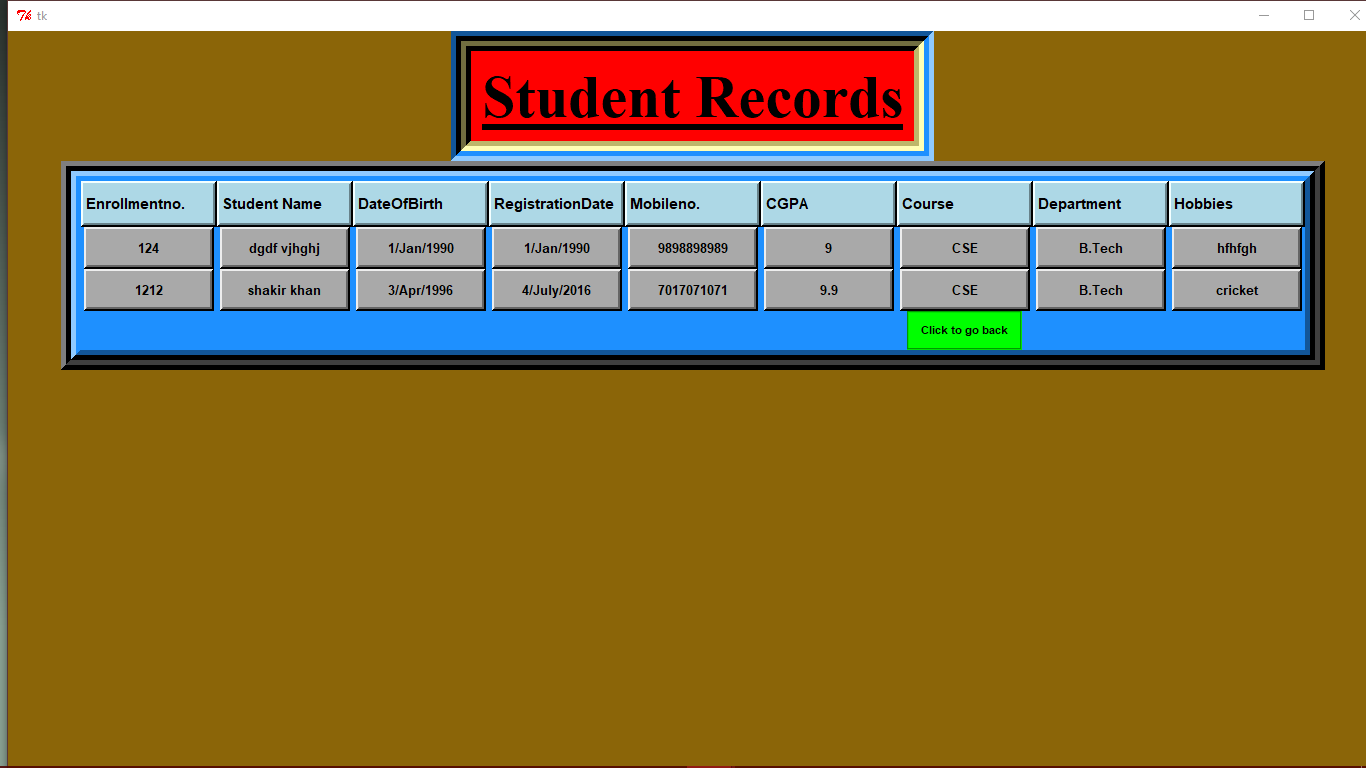 tk
Student Records
Enrollmentno. Student Name DateOfBirth RegistrationDate Mobileno. CGPA Course Department Hobbies
124 dgdf vjhghj 1/Jan/1990 1/Jan/1990 9898898989 9 CSE B.Tech hfhfgh
1212 shakir khan 3/Apr/1996 4/July/2016 7017071071 9.9 CSE B.Tech cricket
Click to go back